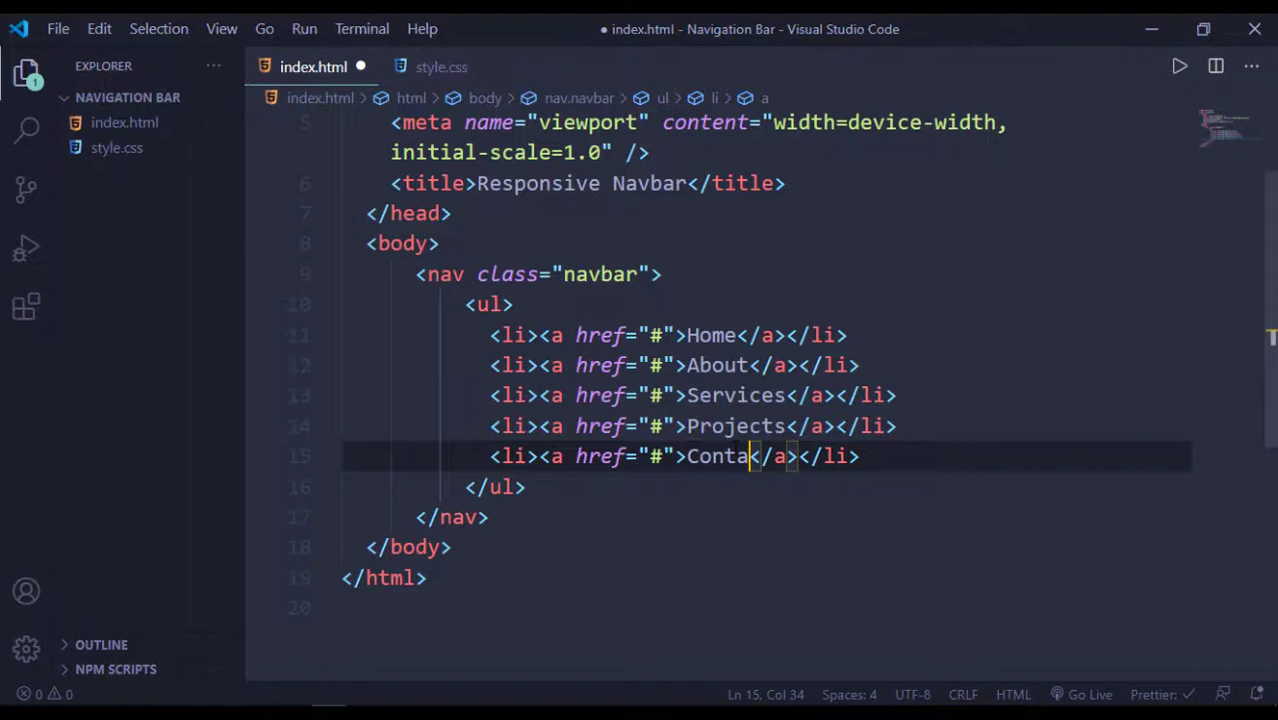 File Edit Selection View Go Run Terminal Help ● index.html - Navigation Bar - Visual Studio Code
EXPLORER ...
index.html ● style.css
NAVIGATION BAR
index.html
style.css
1
index.html > html > body > nav.navbar > ul > li > a
5 <meta name="viewport" content="width=device-width,
initial-scale=1.0" />
6 <title>Responsive Navbar</title>
7 </head>
8 <body>
9 <nav class="navbar">
10 <ul>
11 <li><a href="#">Home</a></li>
12 <li><a href="#">About</a></li>
13 <li><a href="#">Services</a></li>
14 <li><a href="#">Projects</a></li>
15 <li><a href="#">Conta</a></li>
16 </ul>
17 </nav>
18 </body>
19 </html>
20
OUTLINE
NPM SCRIPTS
0 0 Ln 15, Col 34 Spaces: 4 UTF-8 CRLF HTML Go Live Prettier: ✓